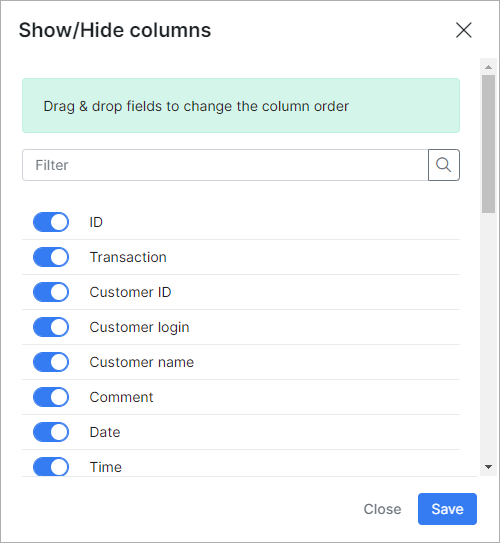 Show/Hide columns
Drag & drop fields to change the column order
Filter
ID
Transaction
Customer ID
Customer login
Customer name
Comment
Date
Time
Close
Save